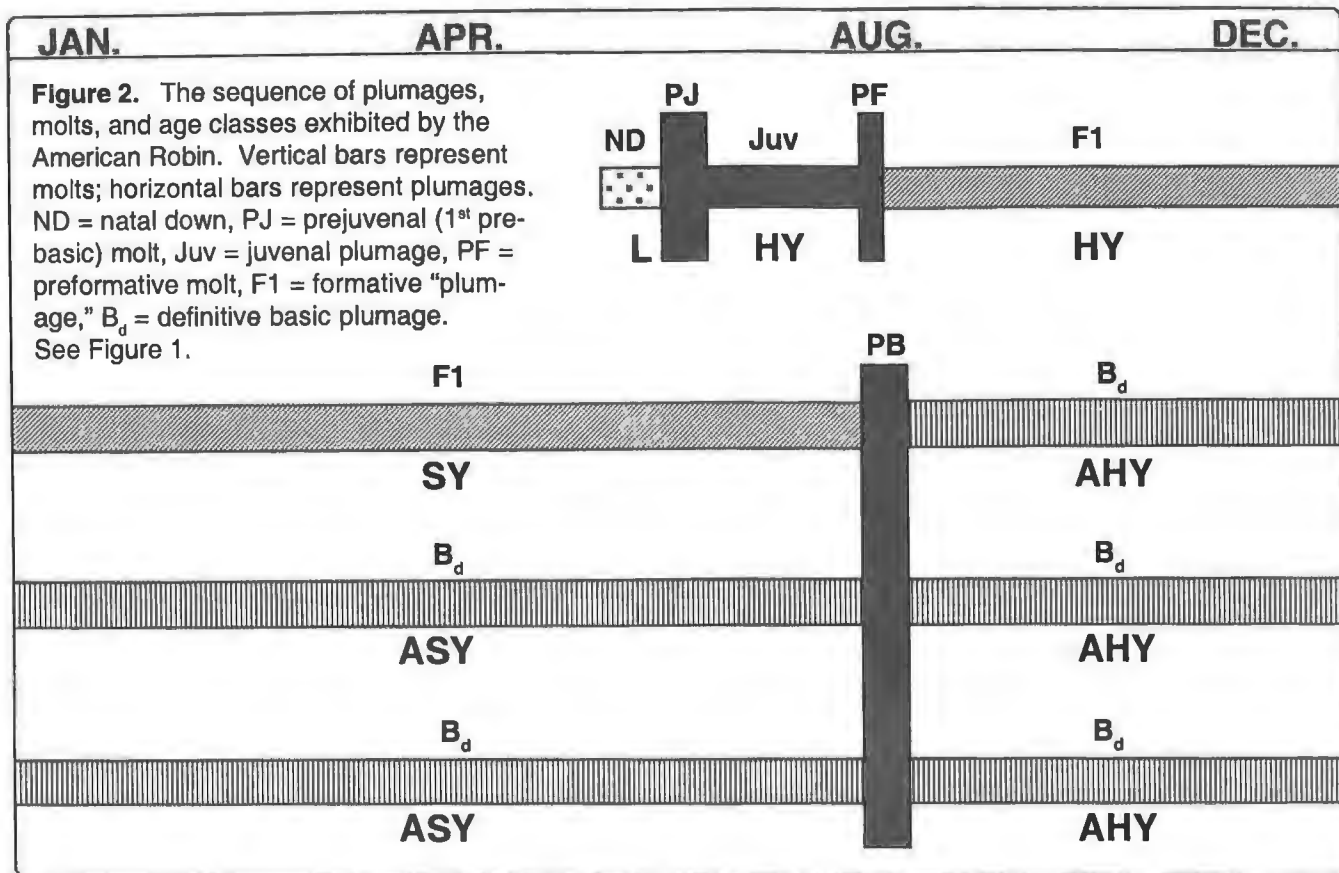 JAN. APR. AUG. DEC.
Figure 2. The sequence of plumages,
molts, and age classes exhibited by the
American Robin. Vertical bars represent
molts; horizontal bars represent plumages.
ND = natal down, PJ = prejuvenal (1st pre-
basic) molt, Juv = juvenal plumage, PF =
preformative molt, F1 = formative "plum-
age," Bd = definitive basic plumage.
See Figure 1.
PJ PF
ND Juv F1
L HY HY
PB
F1 Bd
SY AHY
Bd Bd
ASY AHY
Bd Bd
ASY AHY